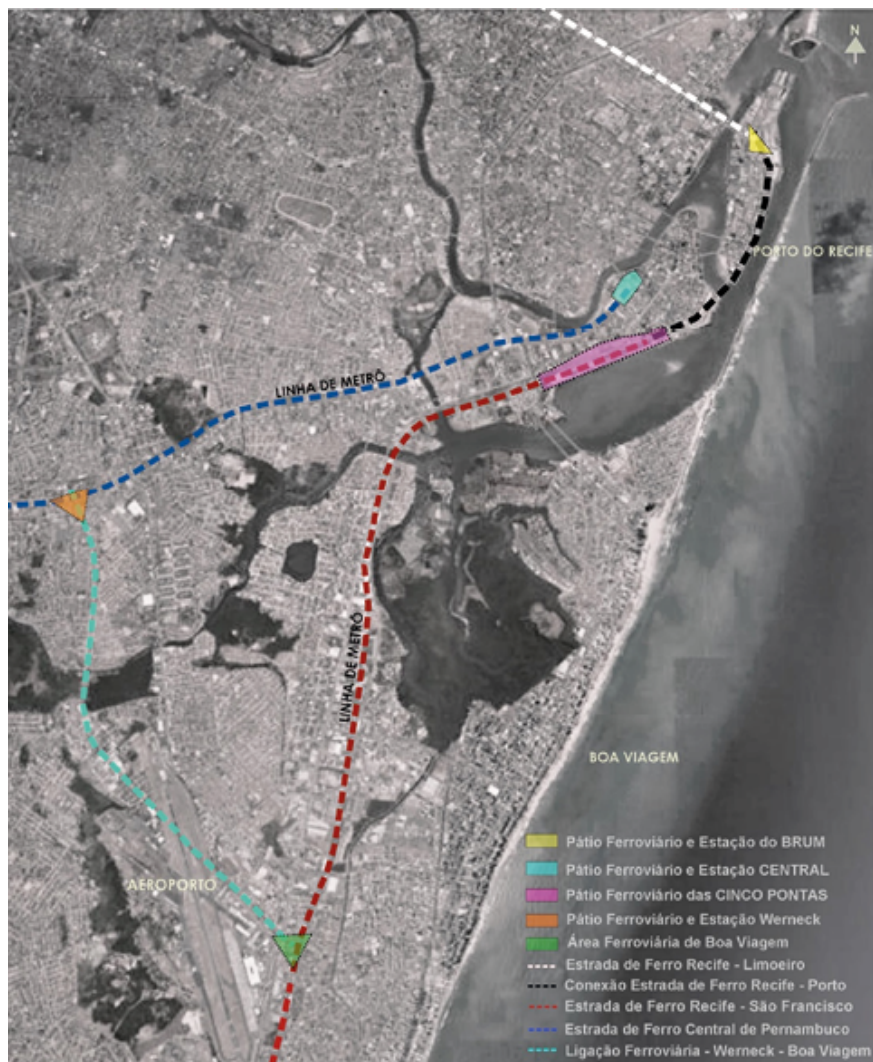 N
PORTO DO RECIFE
LINHA DE METRÔ
LINHA DE METRÔ
BOA VIAGEM
AEROPORTO
Pátio Ferroviário e Estação do BRUM
Pátio Ferroviário e Estação CENTRAL
Pátio Ferroviário das CINCO PONTAS
Pátio Ferroviário e Estação Werneck
Área Ferroviária de Boa Viagem
Estrada de Ferro Recife - Limoeiro
Conexão Estrada de Ferro Recife - Porto
Estrada de Ferro Recife - São Francisco
Estrada de Ferro Central de Pernambuco
Ligação Ferroviária - Werneck - Boa Viagem